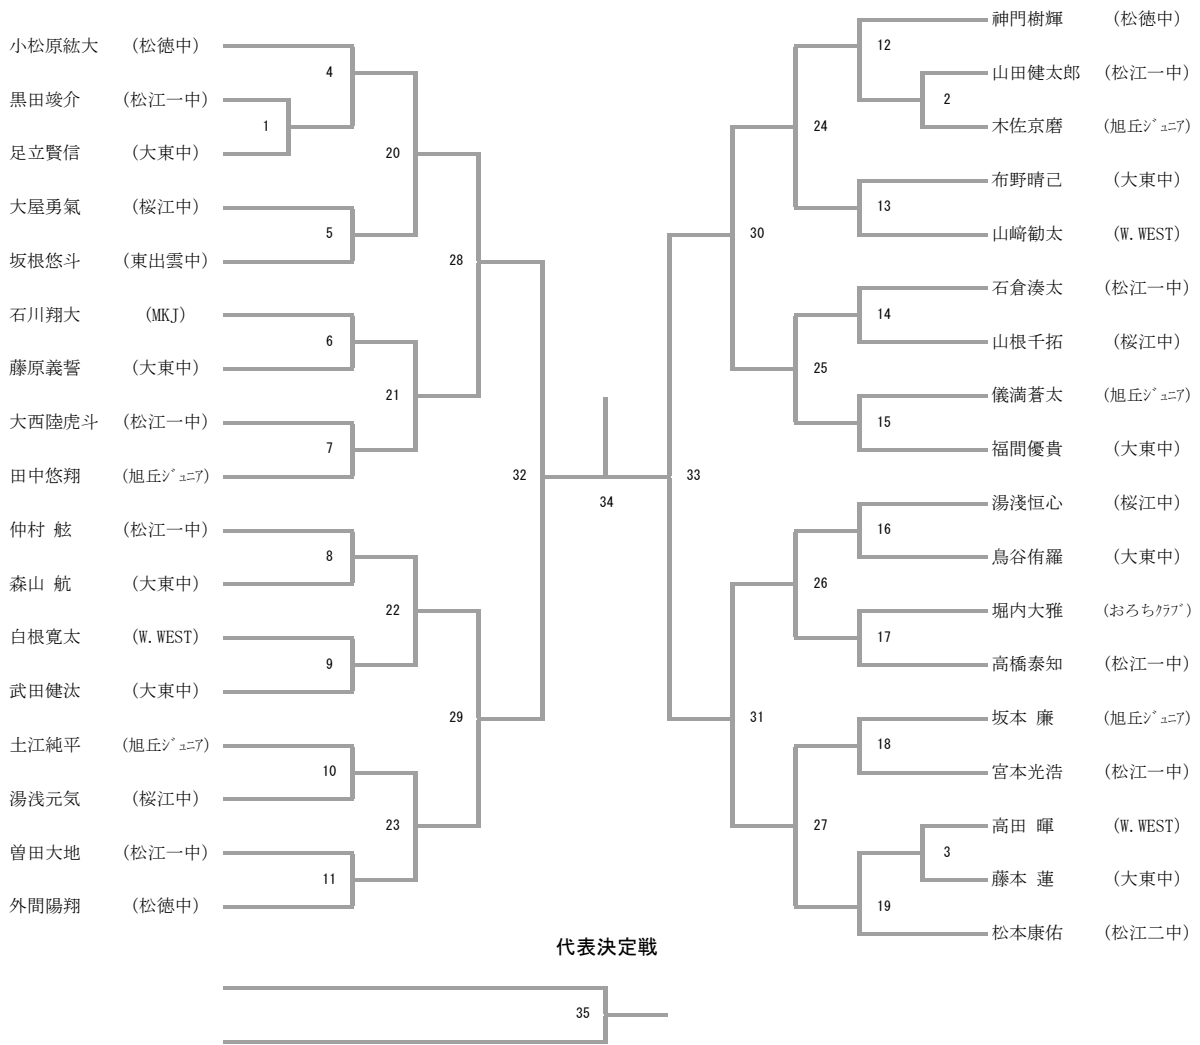 小松原紘大 (松徳中)
4
黒田竣介 (松江一中)
1
足立賢信 (大東中)
20
大屋勇氣 (桜江中)
5
坂根悠斗 (東出雲中)
28
石川翔大 (MKJ)
6
藤原義誓 (大東中)
21
大西陸虎斗 (松江一中)
7
田中悠翔 (旭丘ジュニア)
32
仲村 舷 (松江一中)
8
森山 航 (大東中)
22
白根寛太 (W.WEST)
9
武田健汰 (大東中)
29
土江純平 (旭丘ジュニア)
10
湯浅元気 (桜江中)
23
曽田大地 (松江一中)
11
外間陽翔 (松徳中)
34
神門樹輝 (松徳中)
12
山田健太郎 (松江一中)
2
木佐京磨 (旭丘ジュニア)
24
布野晴己 (大東中)
13
山﨑勧太 (W.WEST)
30
石倉湊太 (松江一中)
14
山根千拓 (桜江中)
25
儀満蒼太 (旭丘ジュニア)
15
福間優貴 (大東中)
33
湯淺恒心 (桜江中)
16
鳥谷侑羅 (大東中)
26
堀内大雅 (おろちクラブ)
17
高橋泰知 (松江一中)
31
坂本 廉 (旭丘ジュニア)
18
宮本光浩 (松江一中)
27
高田 暉 (W.WEST)
3
藤本 蓮 (大東中)
19
松本康佑 (松江二中)
代表決定戦
35